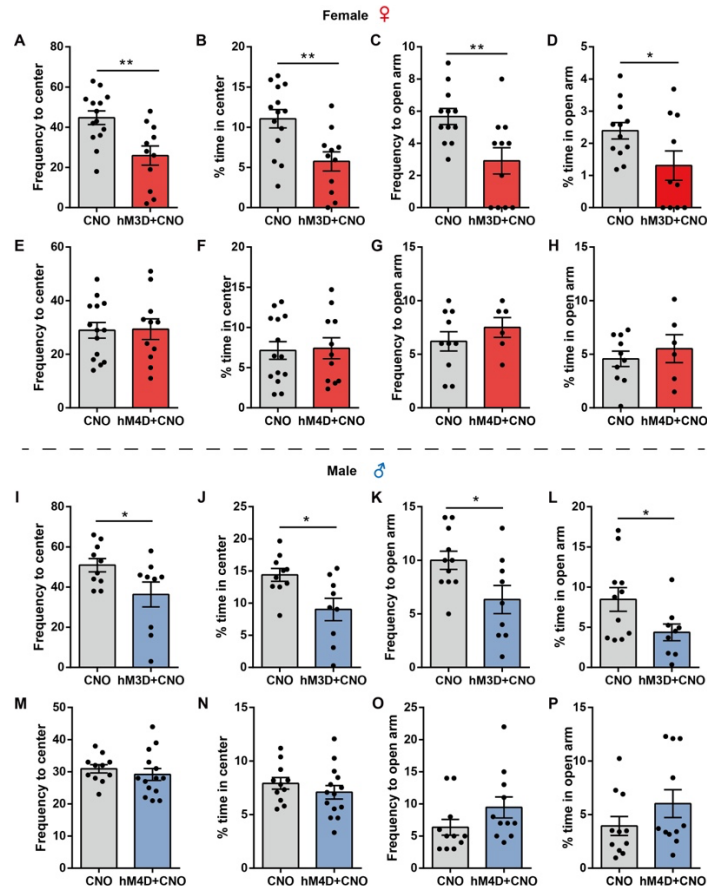 Female ♀
A B C D
** ** ** *
Frequency to center
80
60
40
20
0
CNO hM3D+CNO
% time in center
20
15
10
5
0
CNO hM3D+CNO
Frequency to open arm
10
8
6
4
2
0
CNO hM3D+CNO
% time in open arm
5
4
3
2
1
0
CNO hM3D+CNO
E F G H
Frequency to center
80
60
40
20
0
CNO hM4D+CNO
% time in center
20
15
10
5
0
CNO hM4D+CNO
Frequency to open arm
15
10
5
0
CNO hM4D+CNO
% time in open arm
15
10
5
0
CNO hM4D+CNO
Male ♂
I J K L
* * * *
Frequency to center
80
60
40
20
0
CNO hM3D+CNO
% time in center
25
20
15
10
5
0
CNO hM3D+CNO
Frequency to open arm
20
15
10
5
0
CNO hM3D+CNO
% time in open arm
20
15
10
5
0
CNO hM3D+CNO
M N O P
Frequency to center
50
40
30
20
10
0
CNO hM4D+CNO
% time in center
15
10
5
0
CNO hM4D+CNO
Frequency to open arm
25
20
15
10
5
0
CNO hM4D+CNO
% time in open arm
20
15
10
5
0
CNO hM4D+CNO